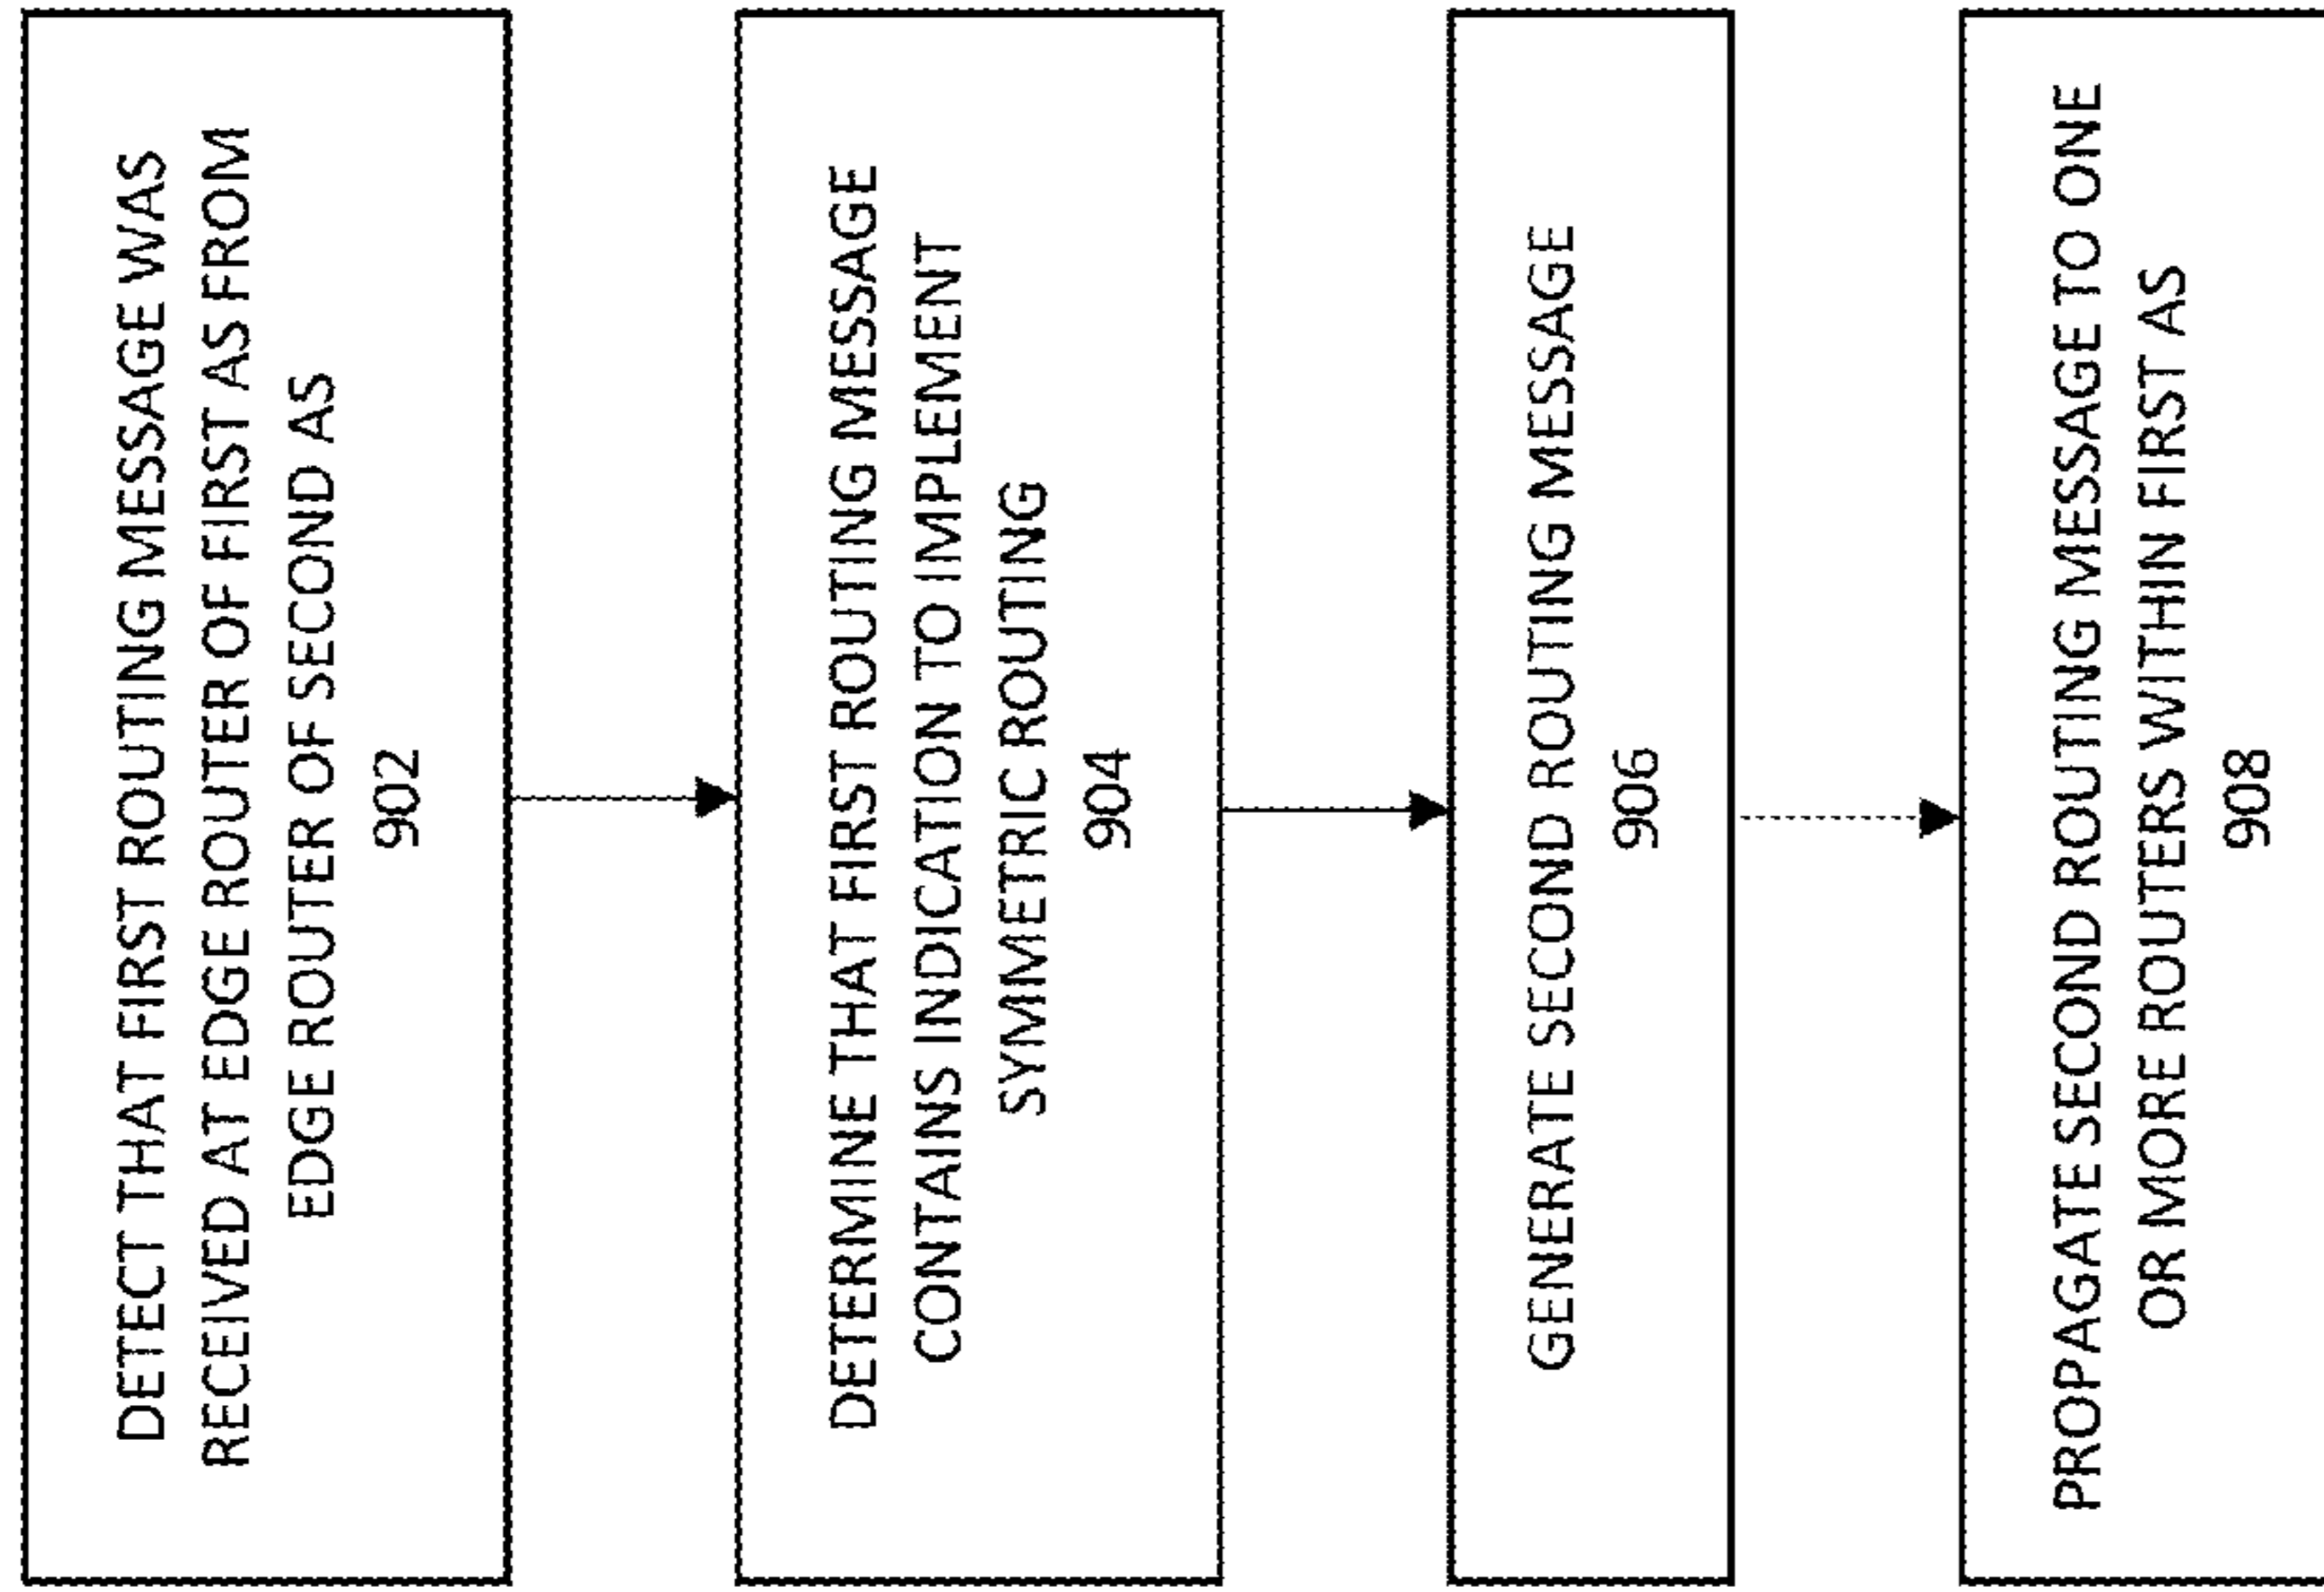 DETECT THAT FIRST ROUTING MESSAGE WAS
RECEIVED AT EDGE ROUTER OF FIRST AS FROM
EDGE ROUTER OF SECOND AS
902
DETERMINE THAT FIRST ROUTING MESSAGE
CONTAINS INDICATION TO IMPLEMENT
SYMMETRIC ROUTING
904
GENERATE SECOND ROUTING MESSAGE
906
PROPAGATE SECOND ROUTING MESSAGE TO ONE
OR MORE ROUTERS WITHIN FIRST AS
908